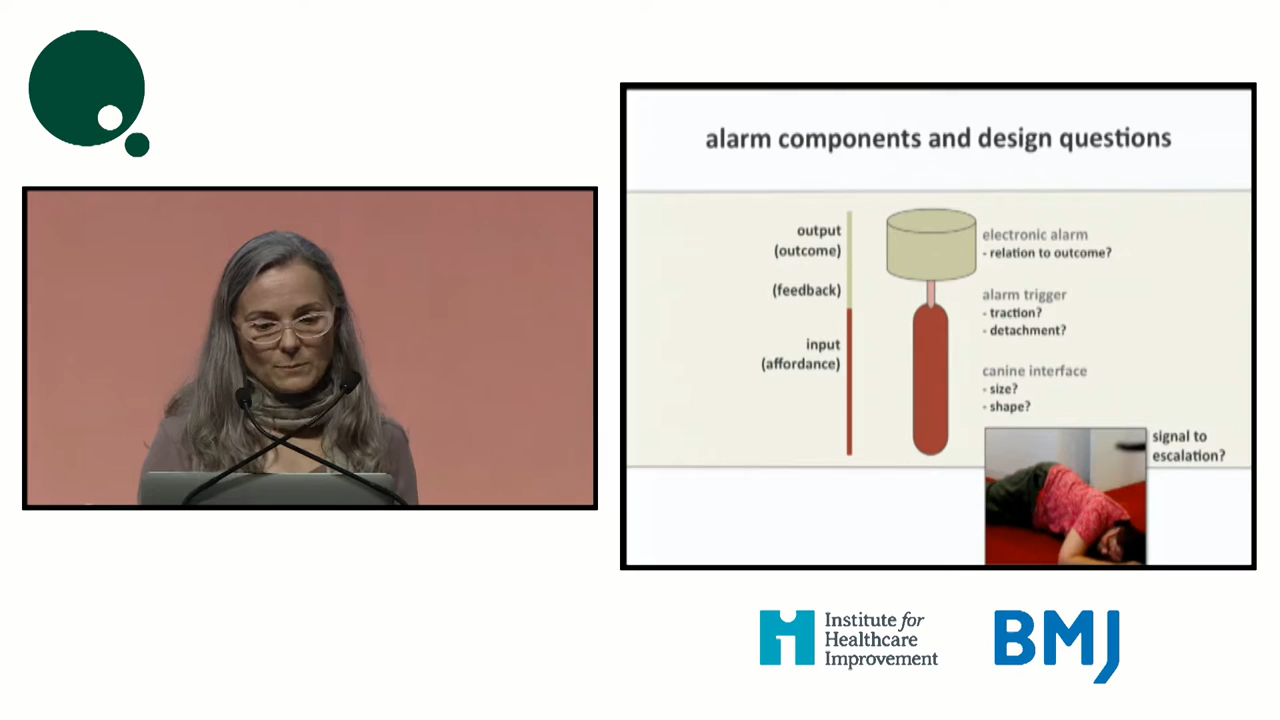 alarm components and design questions
output
(outcome)
(feedback)
input
(affordance)
electronic alarm
- relation to outcome?
alarm trigger
- traction?
- detachment?
canine interface
- size?
- shape?
signal to
escalation?
Institute for
Healthcare
Improvement
BMJ